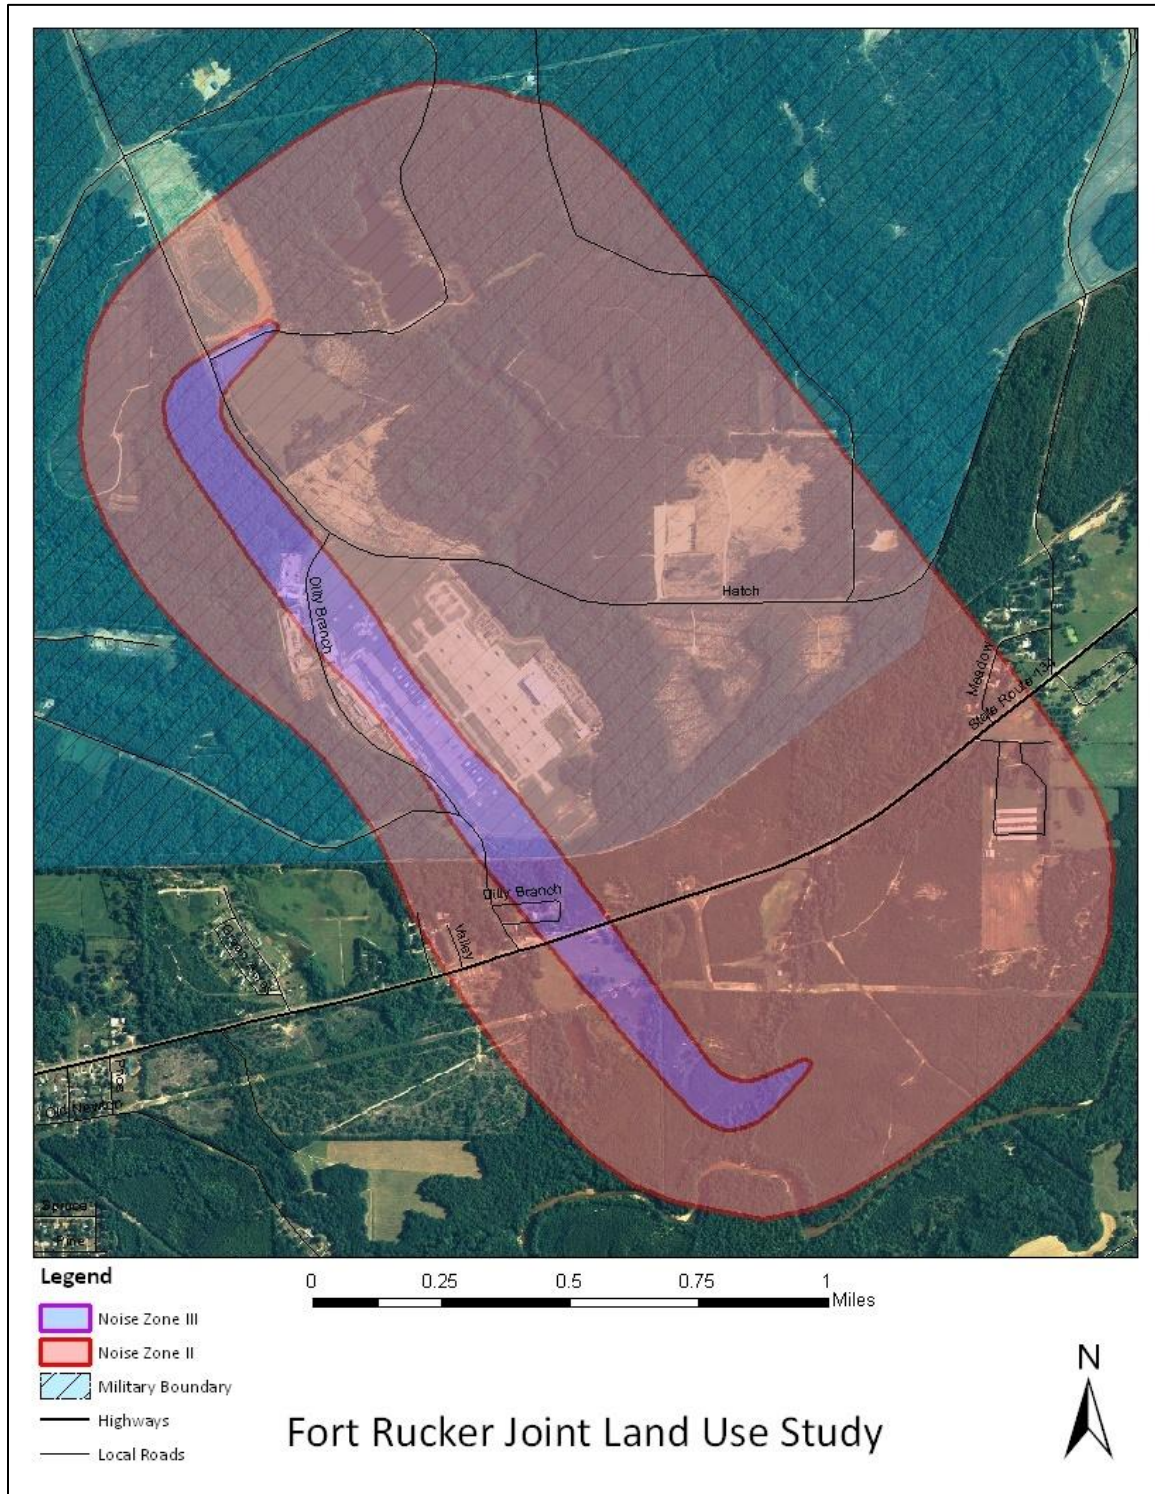 Hatch
Dilly Branch
Meadow
State Route 134
Dilly Branch
Valley
Phos
Old Newton
Spruce
Pine
Legend
Noise Zone III
Noise Zone II
Military Boundary
Highways
Local Roads
0 0.25 0.5 0.75 1
Miles
N
Fort Rucker Joint Land Use Study